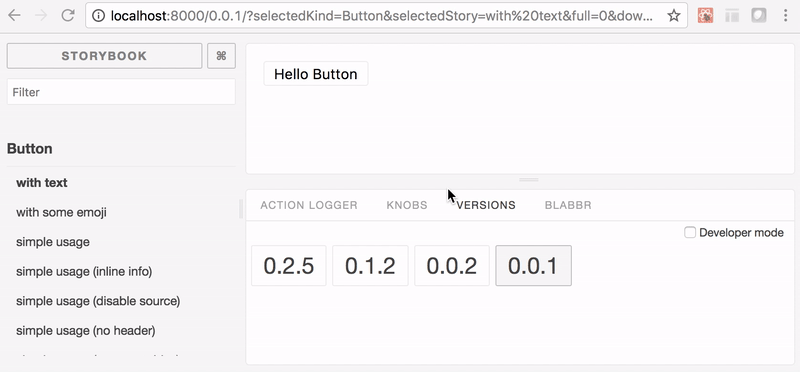 localhost:8000/0.0.1/?selectedKind=Button&selectedStory=with%20text&full=0&dow...
STORYBOOK
⌘
Filter
Button
with text
with some emoji
simple usage
simple usage (inline info)
simple usage (disable source)
simple usage (no header)
Hello Button
ACTION LOGGER KNOBS VERSIONS BLABBR
Developer mode
0.2.5 0.1.2 0.0.2 0.0.1